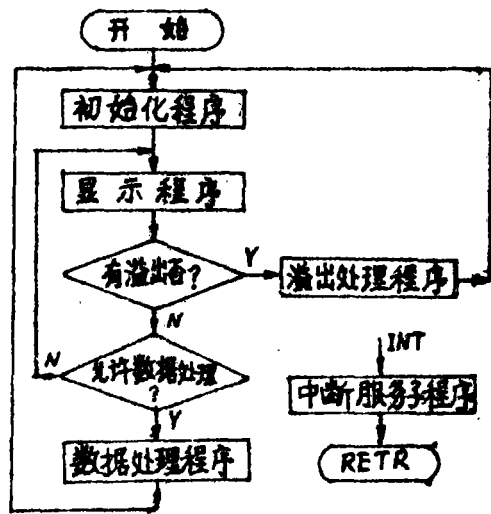 开始
初始化程序
显示程序
有溢出否?
Y
溢出处理程序
N
INT
N
允许数据处理
?
中断服务子程序
Y
数据处理程序
RETR